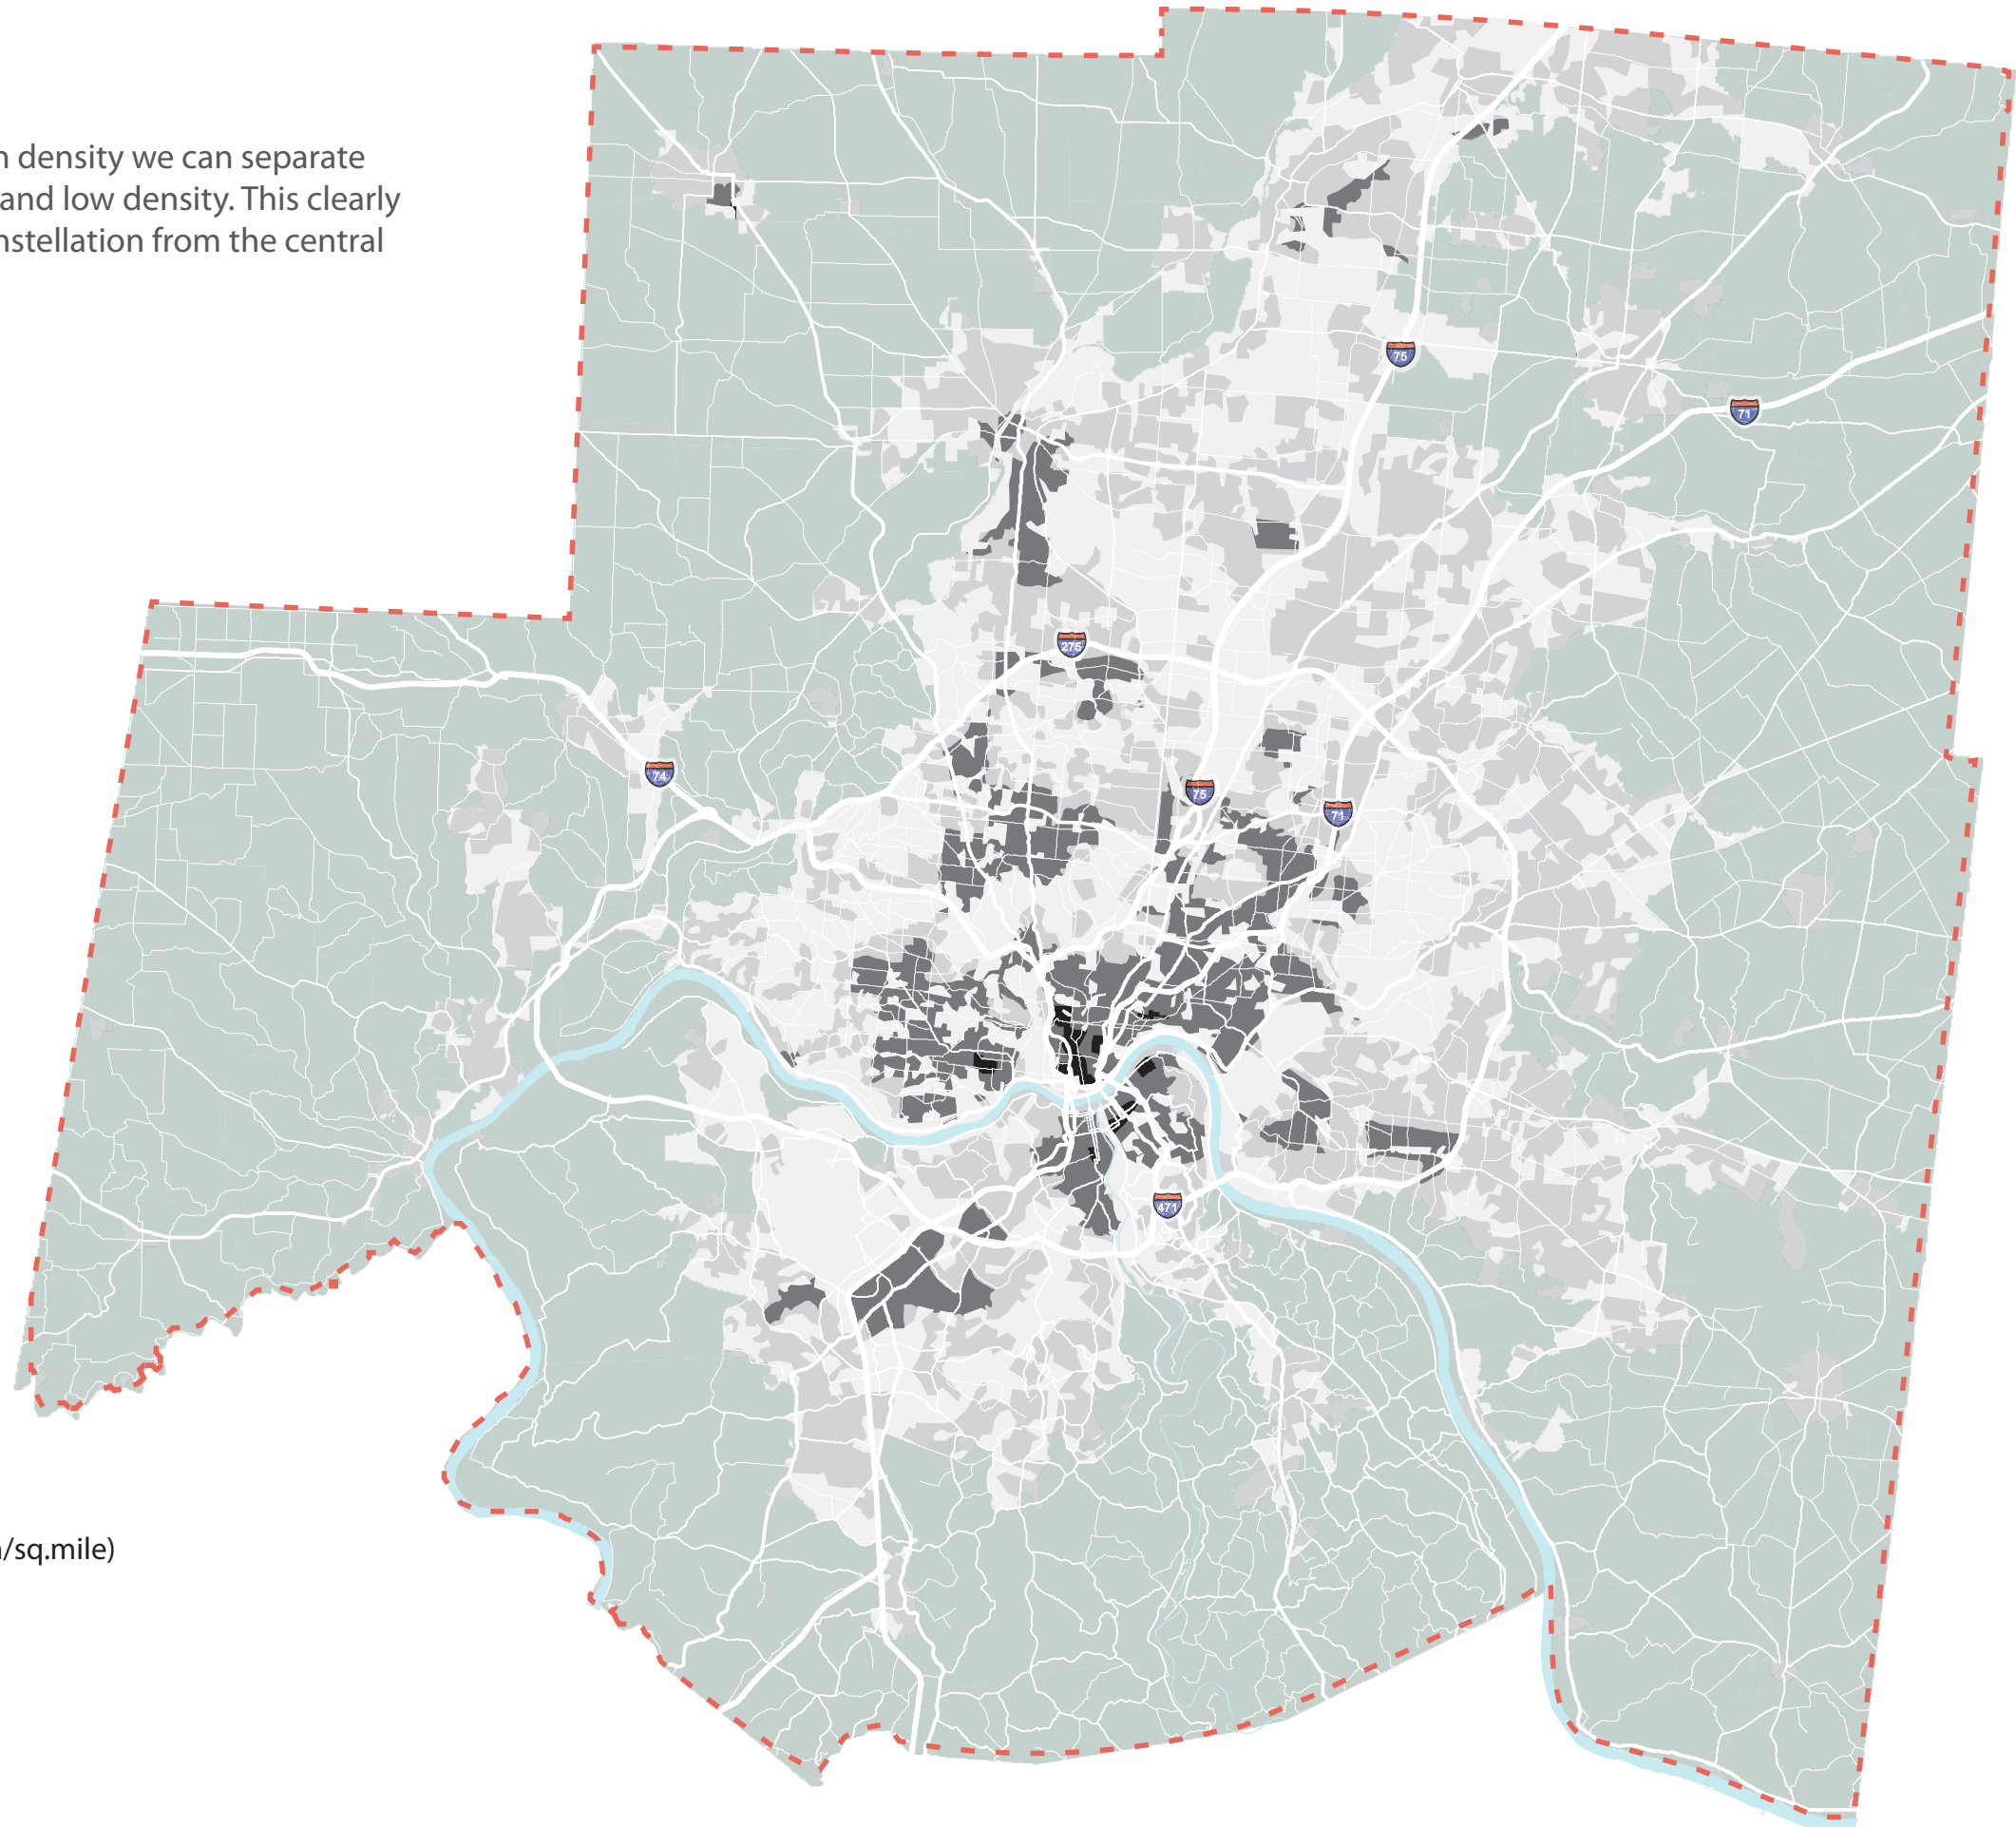 n density we can separate
and low density. This clearly
nstellation from the central
75
71
275
74
75
71
471
/sq.mile)